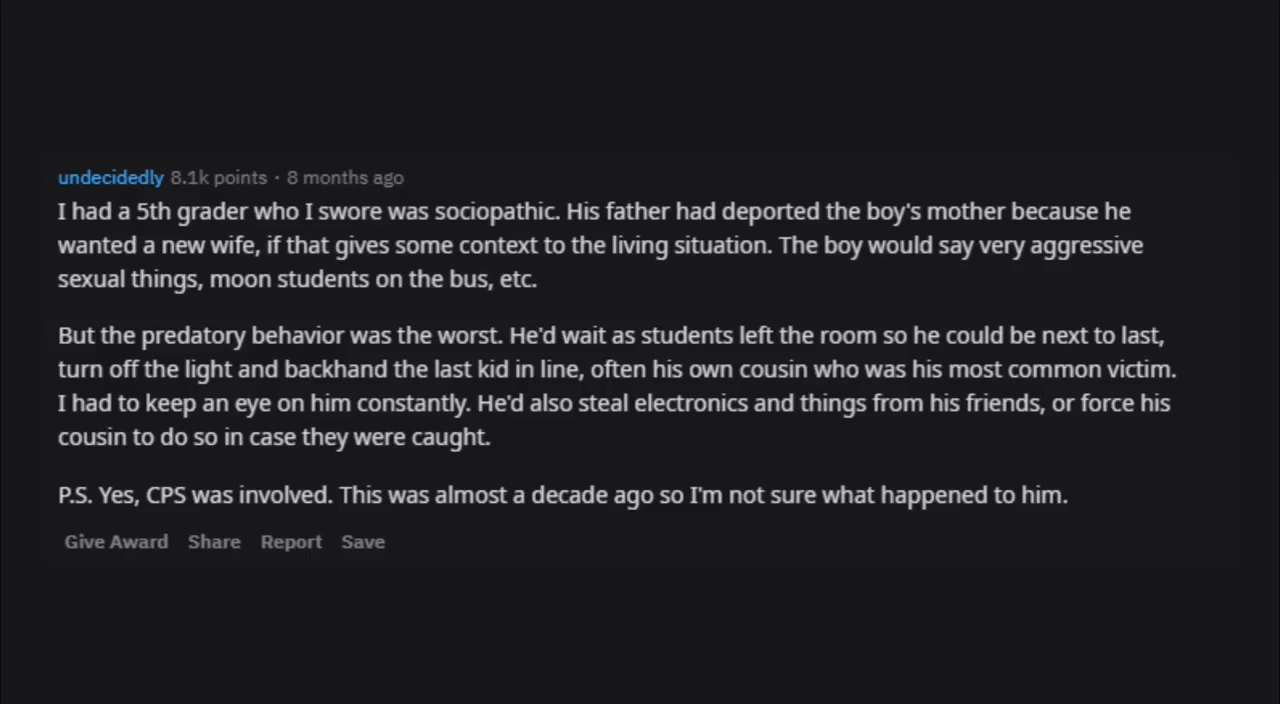 undecidedly 8.1k points · 8 months ago
I had a 5th grader who I swore was sociopathic. His father had deported the boy's mother because he
wanted a new wife, if that gives some context to the living situation. The boy would say very aggressive
sexual things, moon students on the bus, etc.
But the predatory behavior was the worst. He'd wait as students left the room so he could be next to last,
turn off the light and backhand the last kid in line, often his own cousin who was his most common victim.
I had to keep an eye on him constantly. He'd also steal electronics and things from his friends, or force his
cousin to do so in case they were caught.
P.S. Yes, CPS was involved. This was almost a decade ago so I'm not sure what happened to him.
Give Award Share Report Save